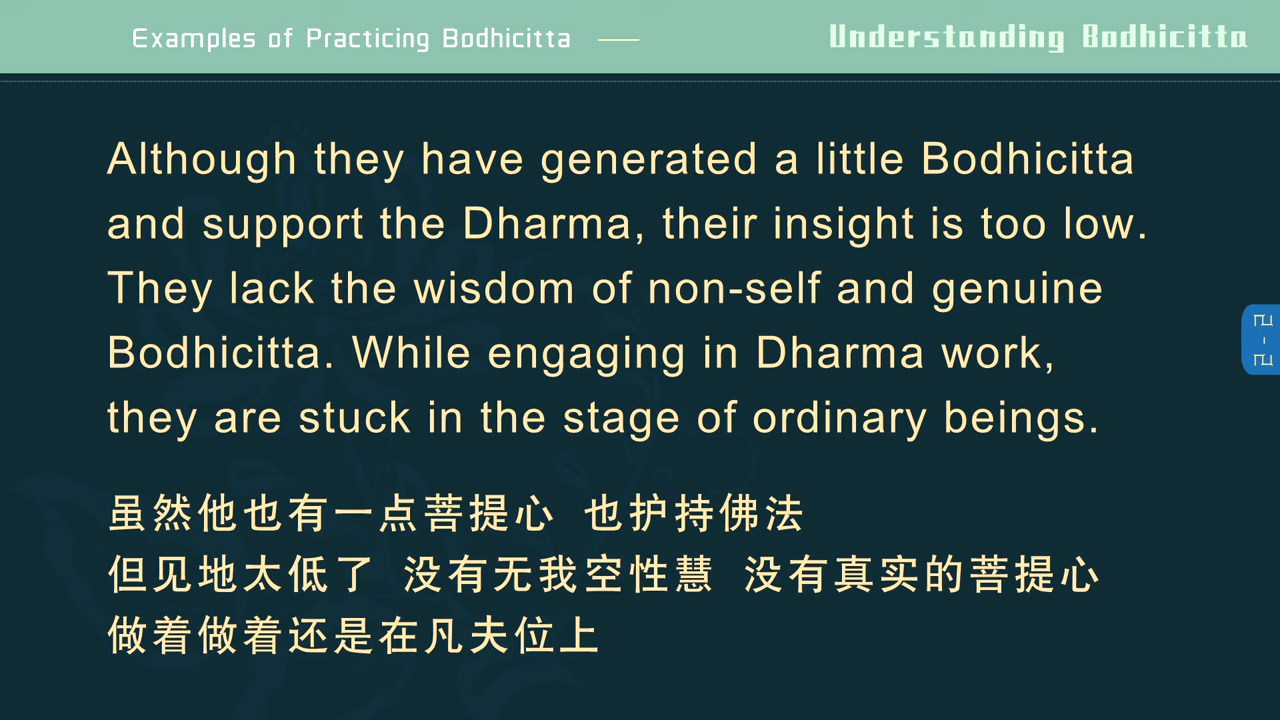 Examples of Practicing Bodhicitta
Understanding Bodhicitta
Although they have generated a little Bodhicitta
and support the Dharma, their insight is too low.
They lack the wisdom of non-self and genuine
Bodhicitta. While engaging in Dharma work,
they are stuck in the stage of ordinary beings.
虽然他也有一点菩提心 也护持佛法
但见地太低了 没有无我空性慧 没有真实的菩提心
做着做着还是在凡夫位上